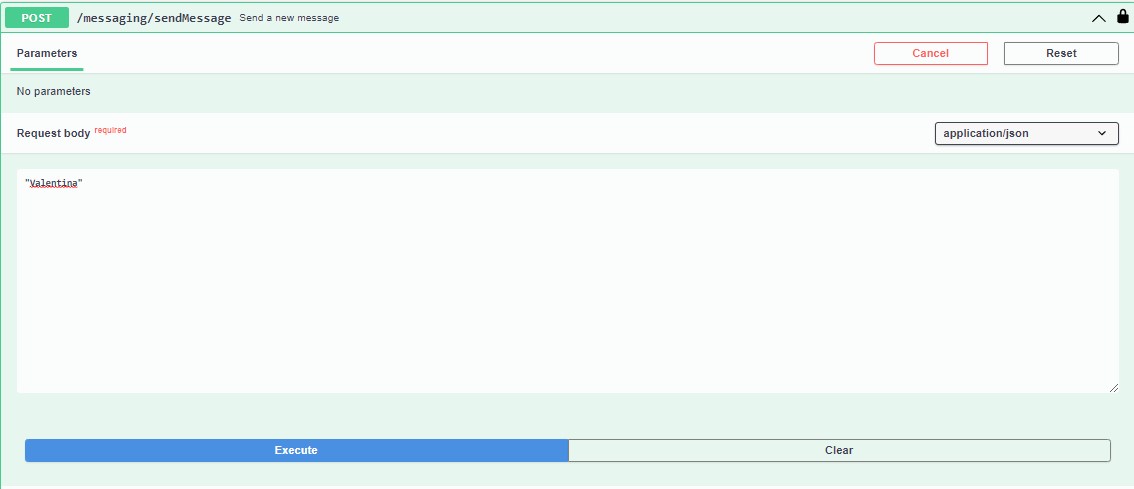 POST /messaging/sendMessage Send a new message
Parameters Cancel Reset
No parameters
Request body required application/json
"Valentina"
Execute Clear